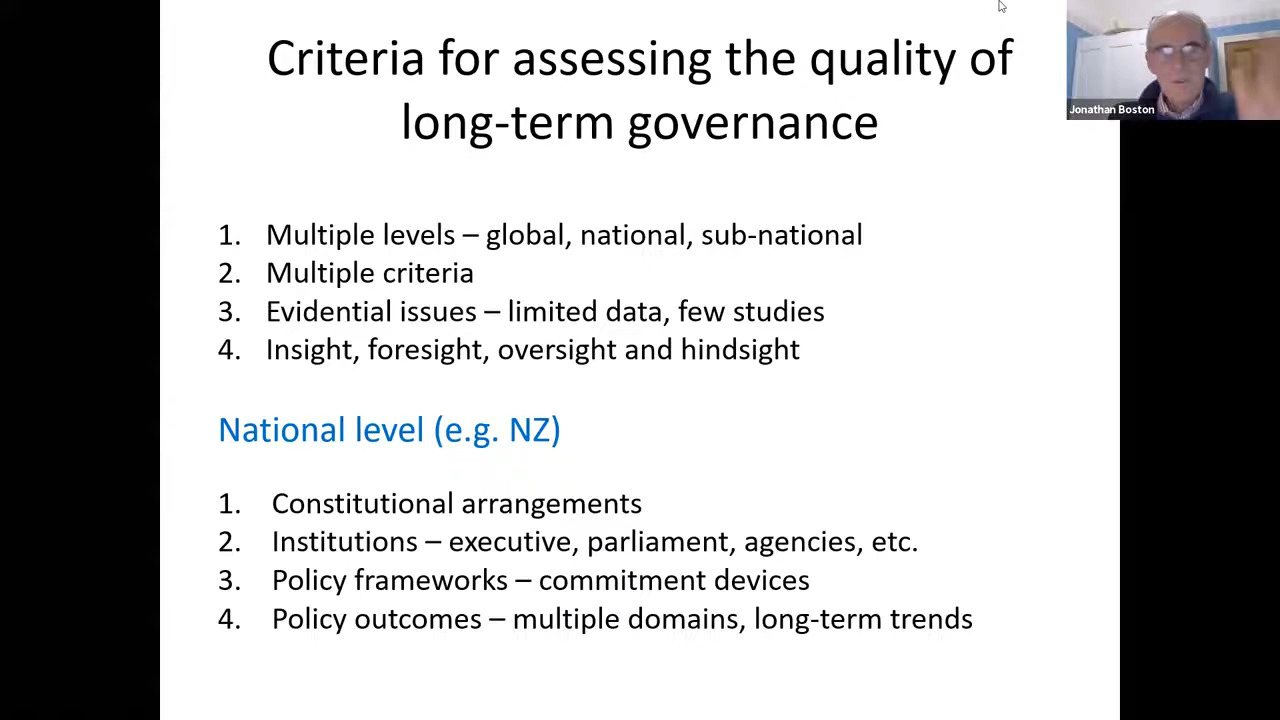 Criteria for assessing the quality of
long-term governance
Jonathan Boston
1. Multiple levels – global, national, sub-national
2. Multiple criteria
3. Evidential issues – limited data, few studies
4. Insight, foresight, oversight and hindsight
National level (e.g. NZ)
1. Constitutional arrangements
2. Institutions – executive, parliament, agencies, etc.
3. Policy frameworks – commitment devices
4. Policy outcomes – multiple domains, long-term trends